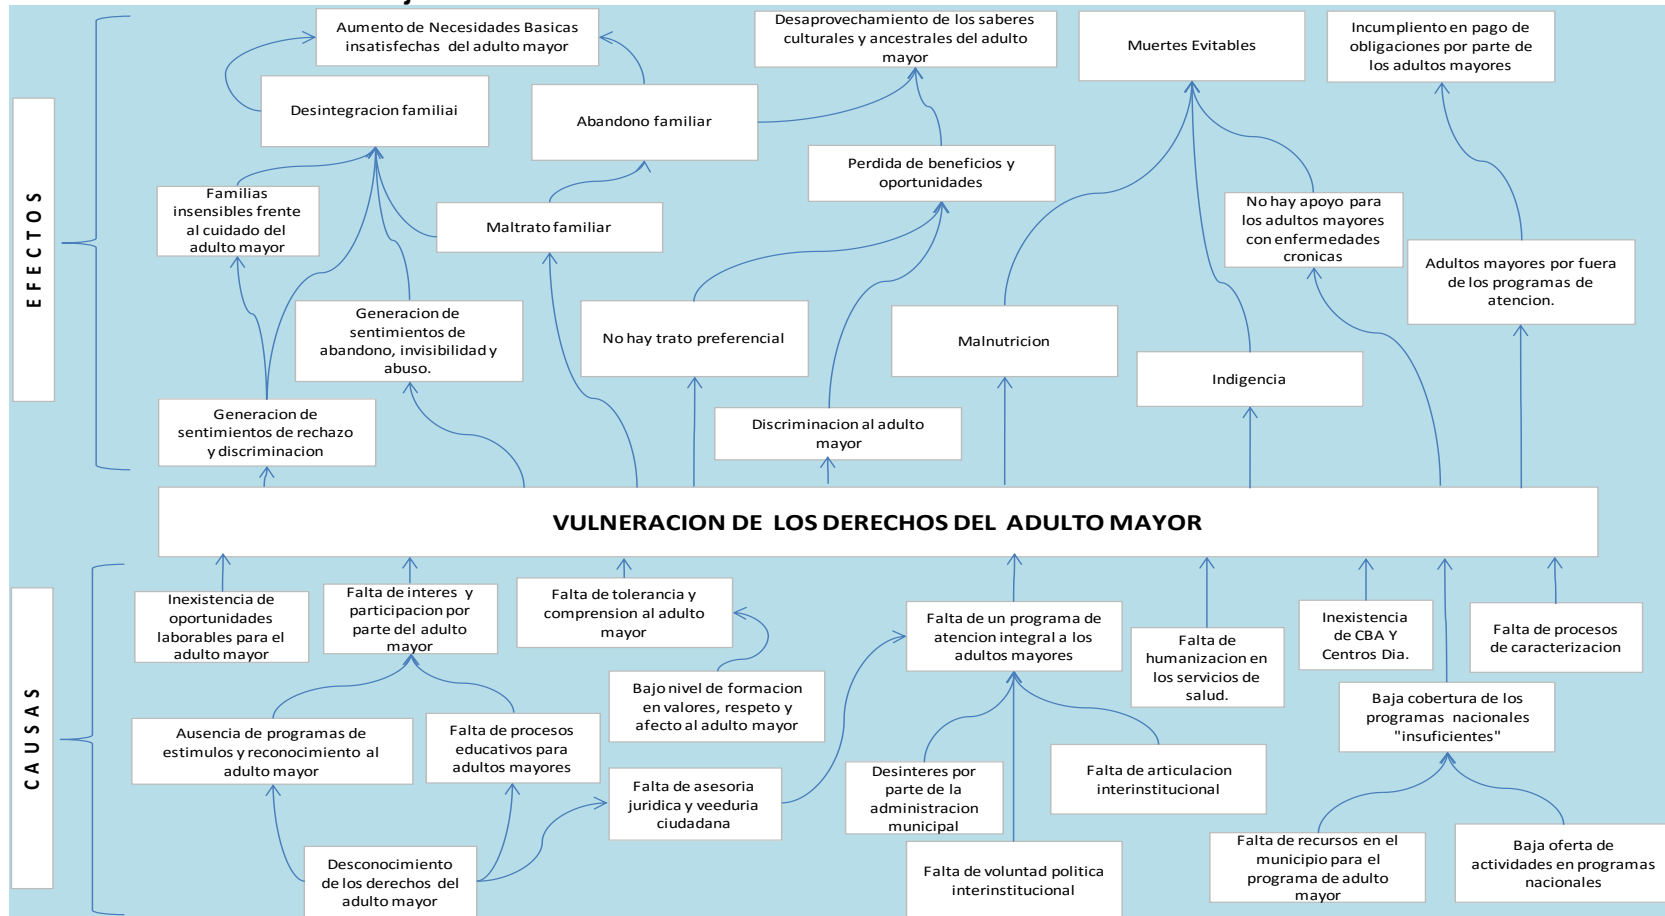 Aumento de Necesidades Basicas
insatisfechas del adulto mayor
Desaprovechamiento de los saberes
culturales y ancestrales del adulto
mayor
Muertes Evitables
Incumpliento en pago de
obligaciones por parte de
los adultos mayores
Desintegracion familiai
Abandono familiar
Perdida de beneficios y
oportunidades
Familias
insensibles frente
al cuidado del
adulto mayor
Maltrato familiar
No hay apoyo para
los adultos mayores
con enfermedades
cronicas
Adultos mayores por fuera
de los programas de
atencion.
EFECTOS
Generacion de
sentimientos de
abandono, invisibilidad y
abuso.
No hay trato preferencial
Malnutricion
Indigencia
Generacion de
sentimientos de rechazo
y discriminacion
Discriminacion al adulto
mayor
VULNERACION DE LOS DERECHOS DEL ADULTO MAYOR
Inexistencia de
oportunidades
laborables para el
adulto mayor
Falta de interes y
participacion por
parte del adulto
mayor
Falta de tolerancia y
comprension al adulto
mayor
Falta de un programa de
atencion integral a los
adultos mayores
Falta de
humanizacion en
los servicios de
salud.
Inexistencia
de CBA Y
Centros Dia.
Falta de procesos
de caracterizacion
CAUSAS
Bajo nivel de formacion
en valores, respeto y
afecto al adulto mayor
Baja cobertura de los
programas nacionales
"insuficientes"
Ausencia de programas de
estimulos y reconocimiento al
adulto mayor
Falta de procesos
educativos para
adultos mayores
Falta de asesoria
juridica y veeduria
ciudadana
Desinteres por
parte de la
administracion
municipal
Falta de articulacion
interinstitucional
Desconocimiento
de los derechos del
adulto mayor
Falta de voluntad politica
interinstitucional
Falta de recursos en el
municipio para el
programa de adulto
mayor
Baja oferta de
actividades en programas
nacionales